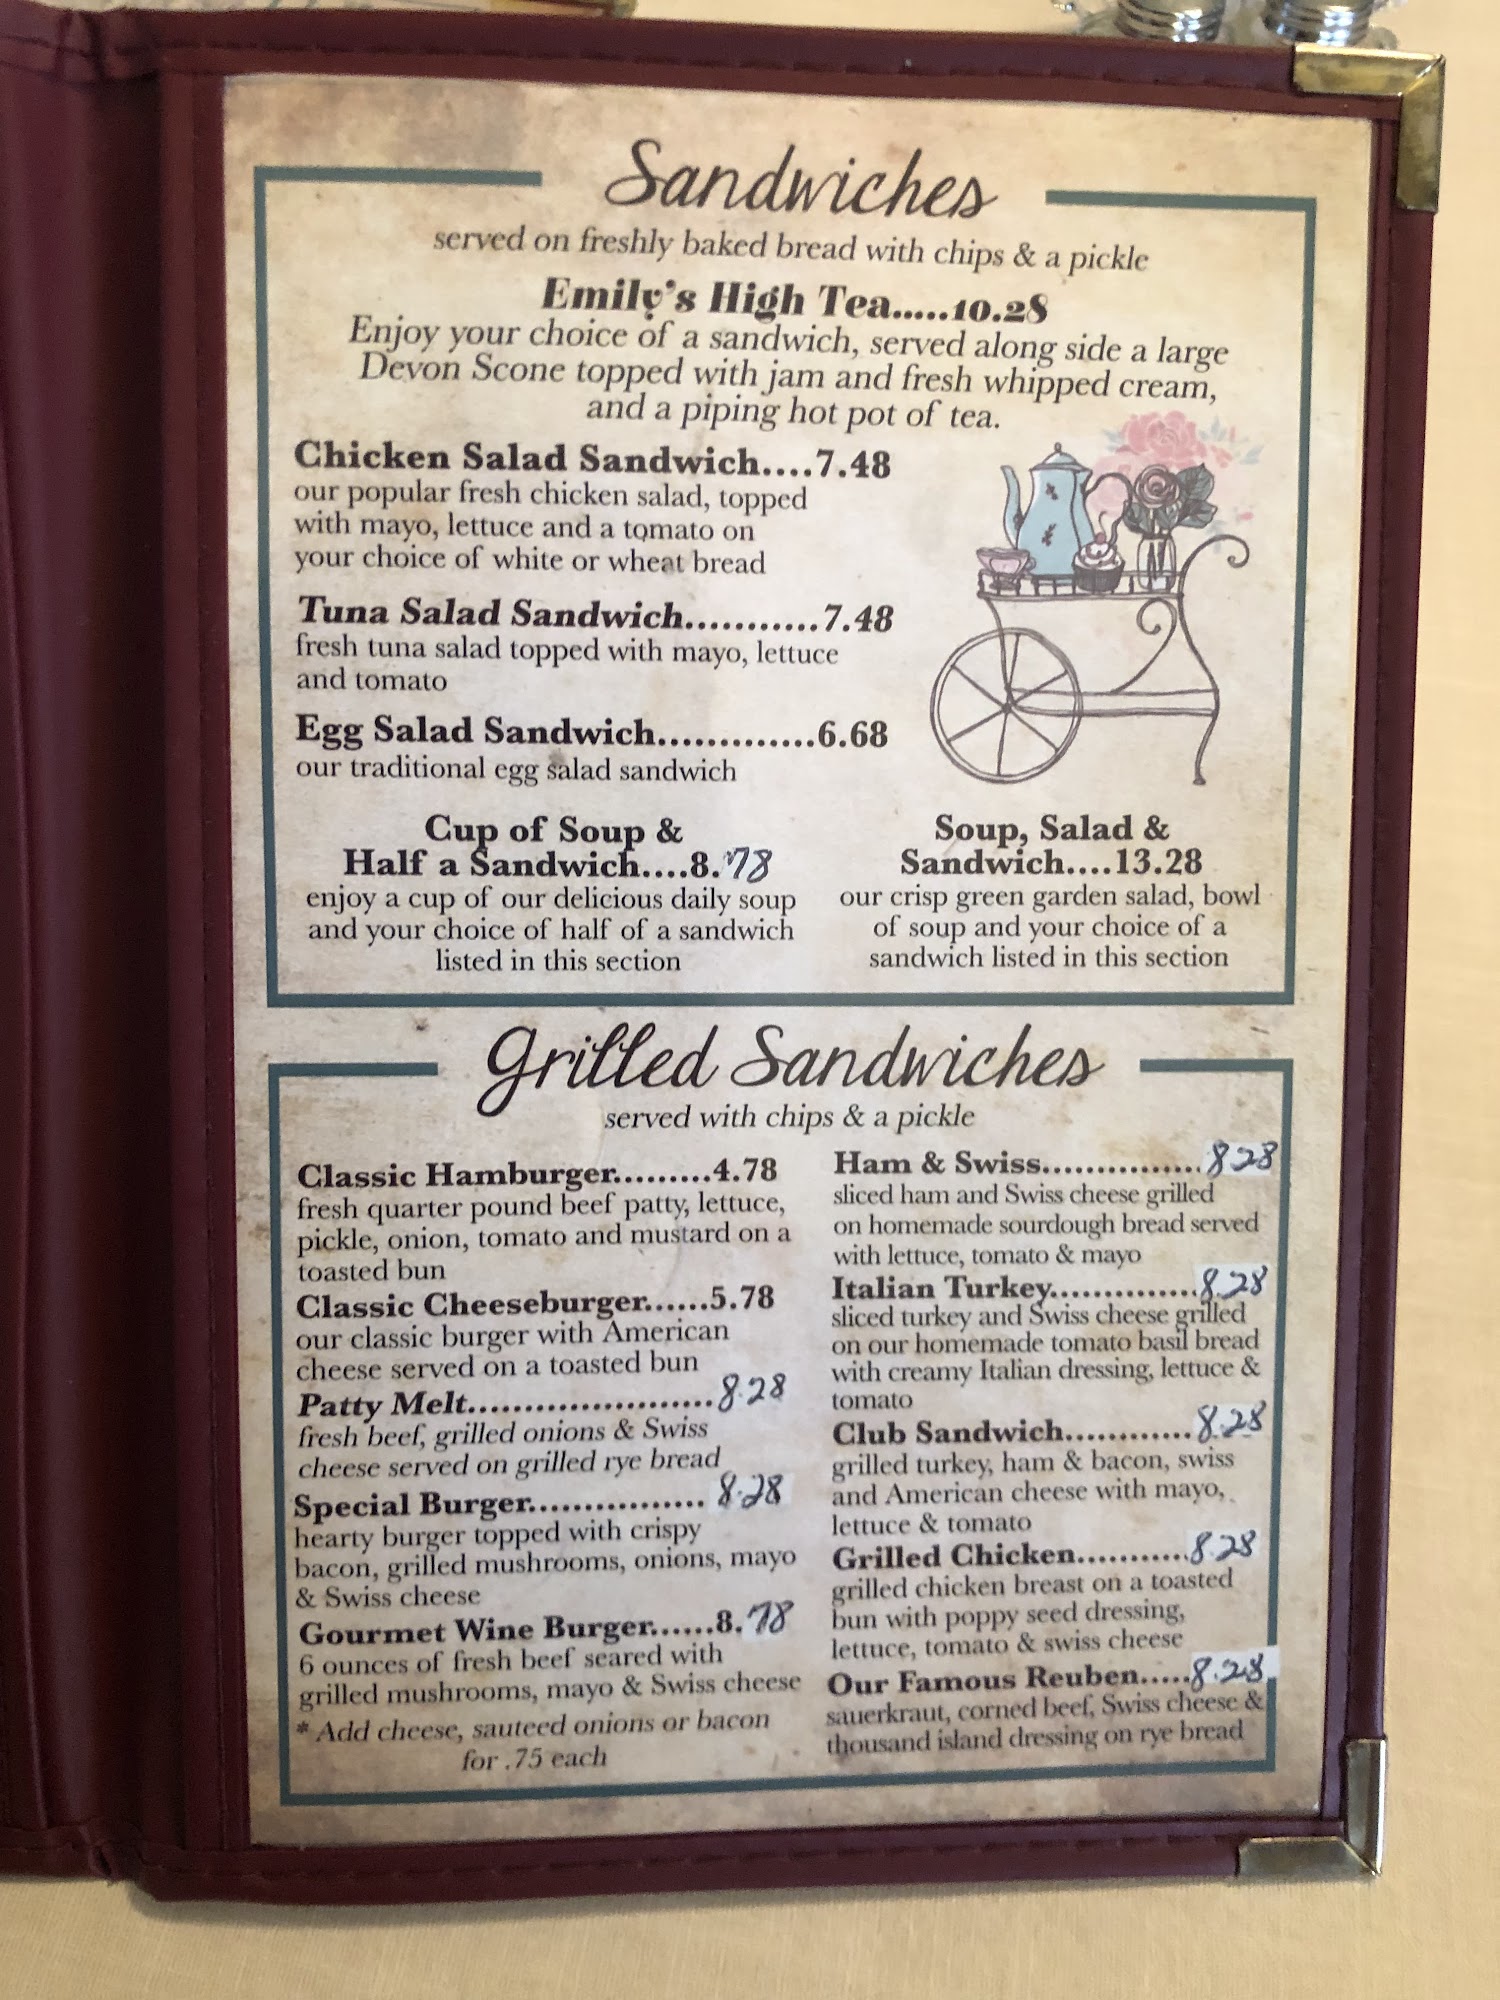 Sandwiches
served on freshly baked bread with chips & a pickle
Emily's High Tea.....10.28
Enjoy your choice of a sandwich, served along side a large
Devon Scone topped with jam and fresh whipped cream,
and a piping hot pot of tea.
Chicken Salad Sandwich....7.48
our popular fresh chicken salad, topped
with mayo, lettuce and a tomato on
your choice of white or wheat bread
Tuna Salad Sandwich...........7.48
fresh tuna salad topped with mayo, lettuce
and tomato
Egg Salad Sandwich.............6.68
our traditional egg salad sandwich
Cup of Soup &
Half a Sandwich....8.78
enjoy a cup of our delicious daily soup
and your choice of half of a sandwich
listed in this section
Soup, Salad &
Sandwich....13.28
our crisp green garden salad, bowl
of soup and your choice of a
sandwich listed in this section
Grilled Sandwiches
served with chips & a pickle
Classic Hamburger.........4.78
fresh quarter pound beef patty, lettuce,
pickle, onion, tomato and mustard on a
toasted bun
Classic Cheeseburger......5.78
our classic burger with American
cheese served on a toasted bun
Patty Melt......................8.28
fresh beef, grilled onions & Swiss
cheese served on grilled rye bread
Special Burger................ 8.28
hearty burger topped with crispy
bacon, grilled mushrooms, onions, mayo
& Swiss cheese
Gourmet Wine Burger......8.78
6 ounces of fresh beef seared with
grilled mushrooms, mayo & Swiss cheese
* Add cheese, sauteed onions or bacon
for .75 each
Ham & Swiss................8 28
sliced ham and Swiss cheese grilled
on homemade sourdough bread served
with lettuce, tomato & mayo
Italian Turkey..............8.28
sliced turkey and Swiss cheese grilled
on our homemade tomato basil bread
with creamy Italian dressing, lettuce &
tomato
Club Sandwich............8.28
grilled turkey, ham & bacon, swiss
and American cheese with mayo,
lettuce & tomato
Grilled Chicken...........8.28
grilled chicken breast on a toasted
bun with poppy seed dressing,
lettuce, tomato & swiss cheese
Our Famous Reuben.....8.28
sauerkraut, corned beef, Swiss cheese &
thousand island dressing on rye bread